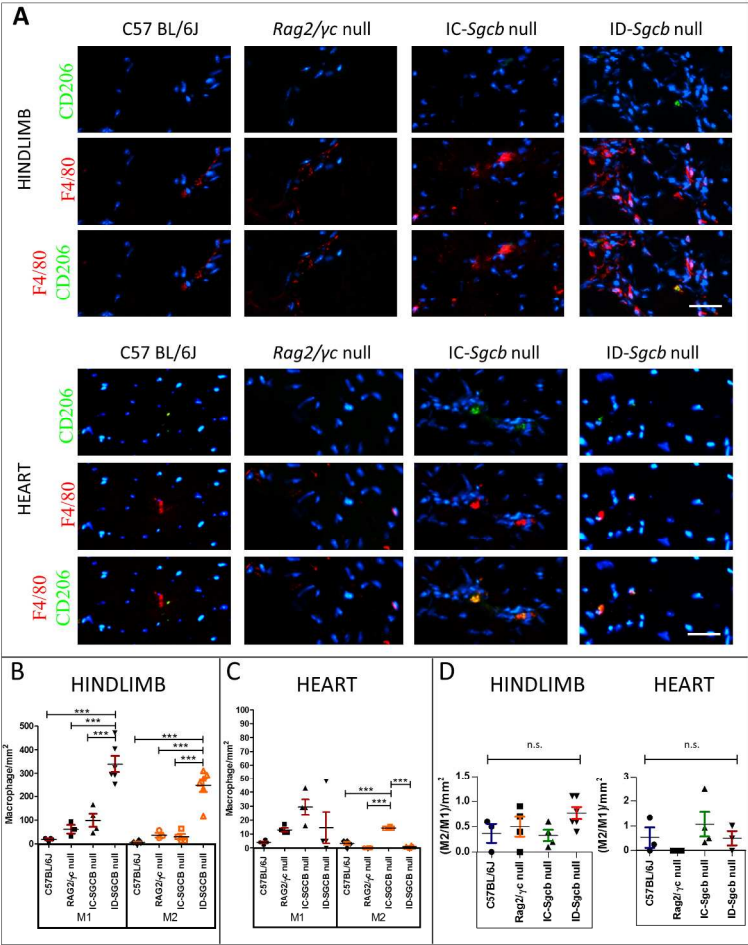 A
C57 BL/6J Rag2/γc null IC-Sgcb null ID-Sgcb null
HINDLIMB
CD206
F4/80
F4/80
CD206
C57 BL/6J Rag2/γc null IC-Sgcb null ID-Sgcb null
HEART
CD206
F4/80
F4/80
CD206
B HINDLIMB
Macrophage/mm²
500
400
300
200
100
0
***
***
***
***
***
***
C57BL/6J
RAG2/γc null
IC-SGCB null
ID-SGCB null
C57BL/6J
RAG2/γc null
IC-SGCB null
ID-SGCB null
M1 M2
C HEART
Macrophage/mm²
100
90
80
70
60
50
40
30
20
10
0
***
***
***
C57BL/6J
RAG2/γc null
IC-SGCB null
ID-SGCB null
C57BL/6J
RAG2/γc null
IC-SGCB null
ID-SGCB null
M1 M2
D HINDLIMB HEART
(M2/M1)/mm²
1.5
1.0
0.5
0.0
n.s.
C57BL/6J
Rag2/γc null
IC-Sgcb null
ID-Sgcb null
(M2/M1)/mm²
3
2
1
0
n.s.
C57BL/6J
Rag2/γc null
IC-Sgcb null
ID-Sgcb null